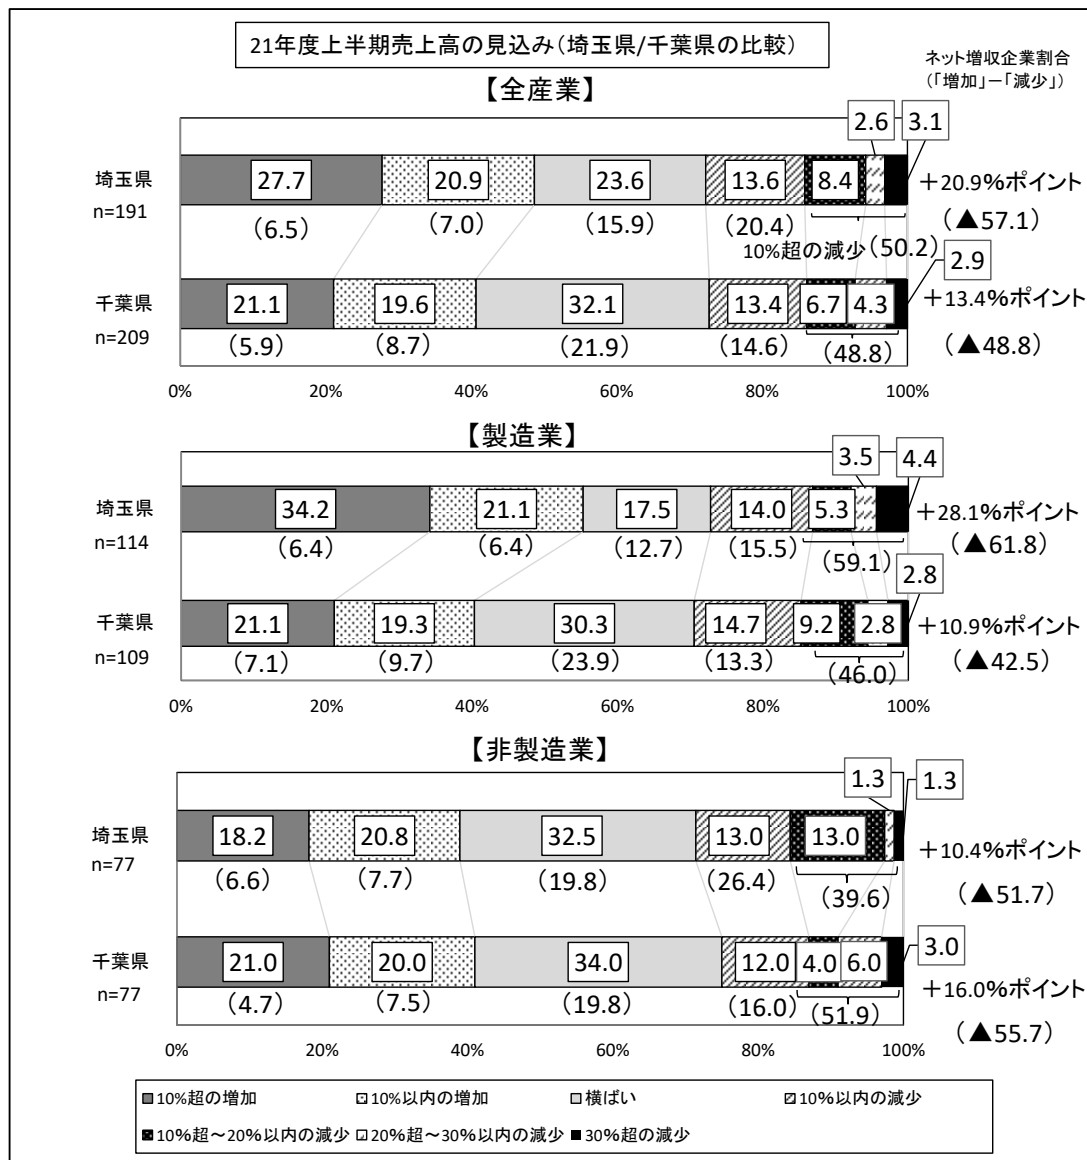 21年度上半期売上高の見込み(埼玉県/千葉県の比較)
ネット増収企業割合
(「増加」－「減少」)
【全産業】
2.6 3.1
埼玉県 27.7 20.9 23.6 13.6 8.4 ＋20.9%ポイント
n=191 (6.5) (7.0) (15.9) (20.4) (▲57.1)
10%超の減少 (50.2)
2.9
千葉県 21.1 19.6 32.1 13.4 6.7 4.3 ＋13.4%ポイント
n=209 (5.9) (8.7) (21.9) (14.6) (48.8) (▲48.8)
0% 20% 40% 60% 80% 100%
【製造業】
3.5 4.4
埼玉県 34.2 21.1 17.5 14.0 5.3 ＋28.1%ポイント
n=114 (6.4) (6.4) (12.7) (15.5) (59.1) (▲61.8)
2.8
千葉県 21.1 19.3 30.3 14.7 9.2 2.8 ＋10.9%ポイント
n=109 (7.1) (9.7) (23.9) (13.3) (46.0) (▲42.5)
0% 20% 40% 60% 80% 100%
【非製造業】
1.3 1.3
埼玉県 18.2 20.8 32.5 13.0 13.0 ＋10.4%ポイント
n=77 (6.6) (7.7) (19.8) (26.4) (39.6) (▲51.7)
3.0
千葉県 21.0 20.0 34.0 12.0 4.0 6.0 ＋16.0%ポイント
n=77 (4.7) (7.5) (19.8) (16.0) (51.9) (▲55.7)
0% 20% 40% 60% 80% 100%
10%超の増加 10%以内の増加 横ばい 10%以内の減少
10%超～20%以内の減少 20%超～30%以内の減少 30%超の減少